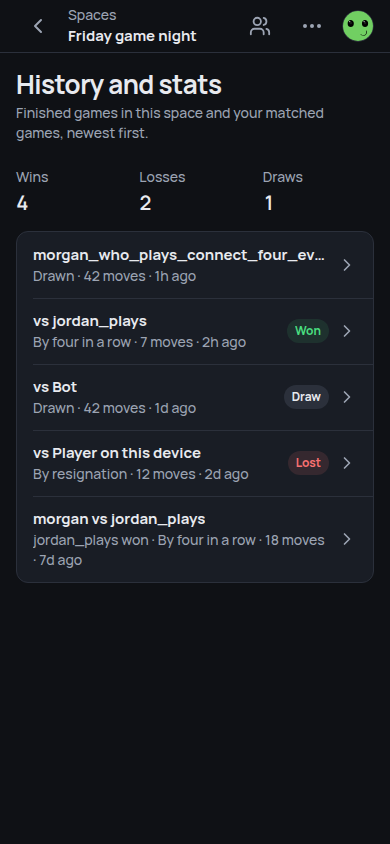 Spaces
Friday game night
History and stats
Finished games in this space and your matched
games, newest first.
Wins
Losses
Draws
4
2
1
morgan_who_plays_connect_four_ev…
Drawn · 42 moves · 1h ago
vs jordan_plays
By four in a row · 7 moves · 2h ago
Won
vs Bot
Drawn · 42 moves · 1d ago
Draw
vs Player on this device
By resignation · 12 moves · 2d ago
Lost
morgan vs jordan_plays
jordan_plays won · By four in a row · 18 moves
· 7d ago